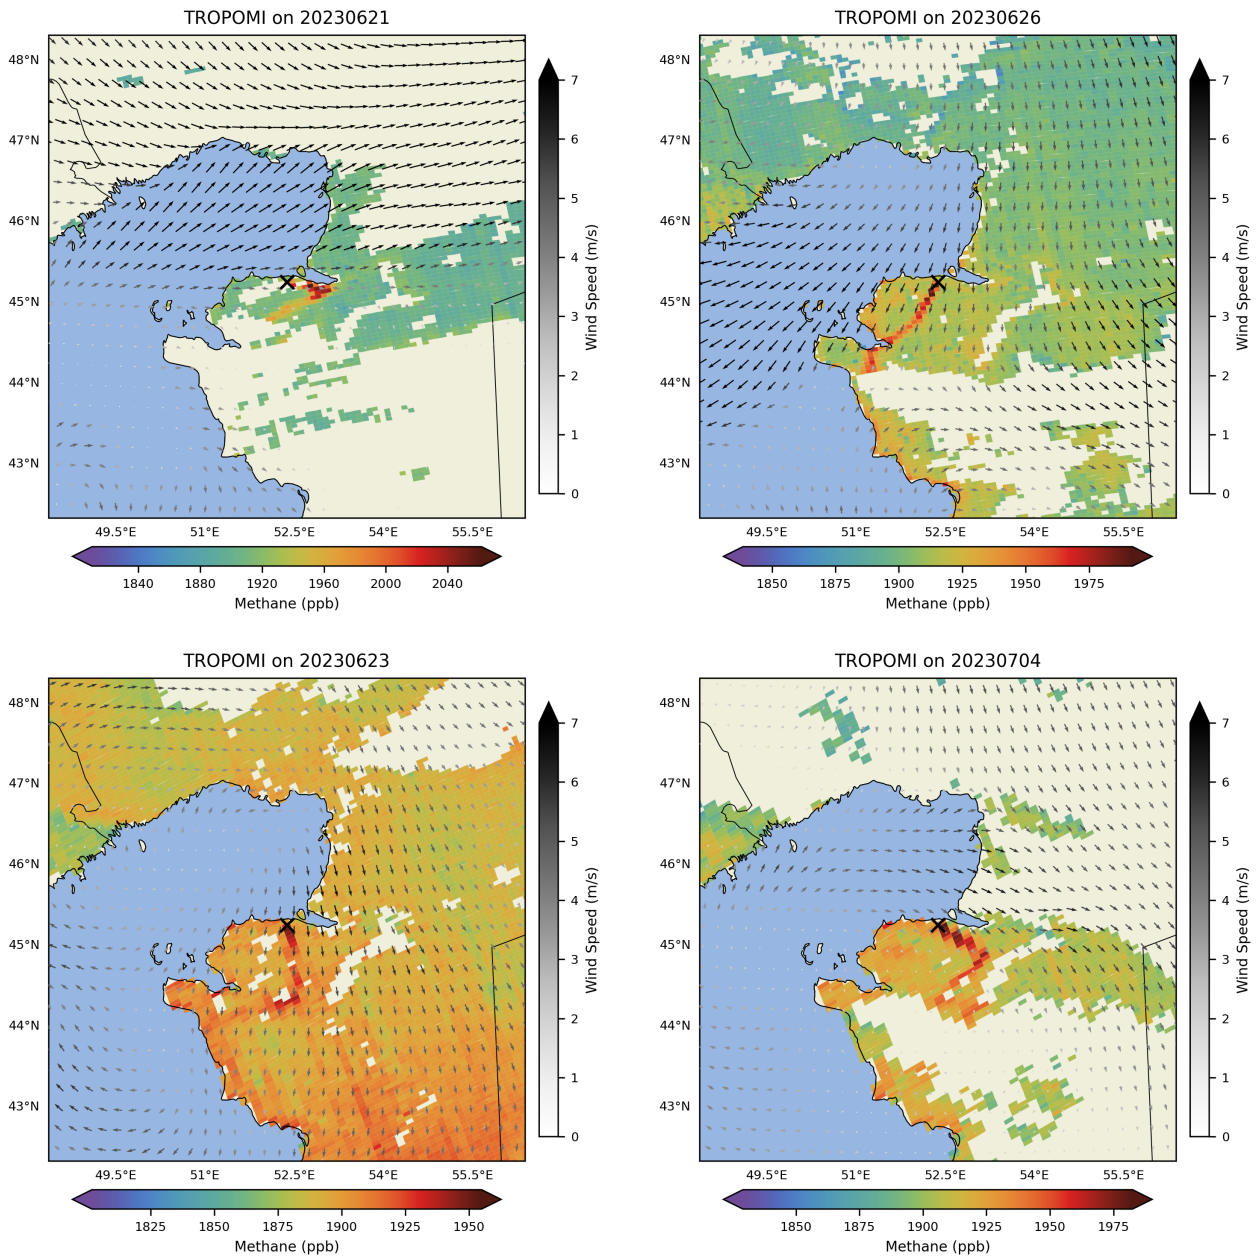 TROPOMI on 20230621
48°N
47°N
46°N
45°N
44°N
43°N
49.5°E 51°E 52.5°E 54°E 55.5°E
7
6
5
4
3
2
1
0
Wind Speed (m/s)
1840 1880 1920 1960 2000 2040
Methane (ppb)
TROPOMI on 20230626
48°N
47°N
46°N
45°N
44°N
43°N
49.5°E 51°E 52.5°E 54°E 55.5°E
7
6
5
4
3
2
1
0
Wind Speed (m/s)
1850 1875 1900 1925 1950 1975
Methane (ppb)
TROPOMI on 20230623
48°N
47°N
46°N
45°N
44°N
43°N
49.5°E 51°E 52.5°E 54°E 55.5°E
7
6
5
4
3
2
1
0
Wind Speed (m/s)
1825 1850 1875 1900 1925 1950
Methane (ppb)
TROPOMI on 20230704
48°N
47°N
46°N
45°N
44°N
43°N
49.5°E 51°E 52.5°E 54°E 55.5°E
7
6
5
4
3
2
1
0
Wind Speed (m/s)
1850 1875 1900 1925 1950 1975
Methane (ppb)